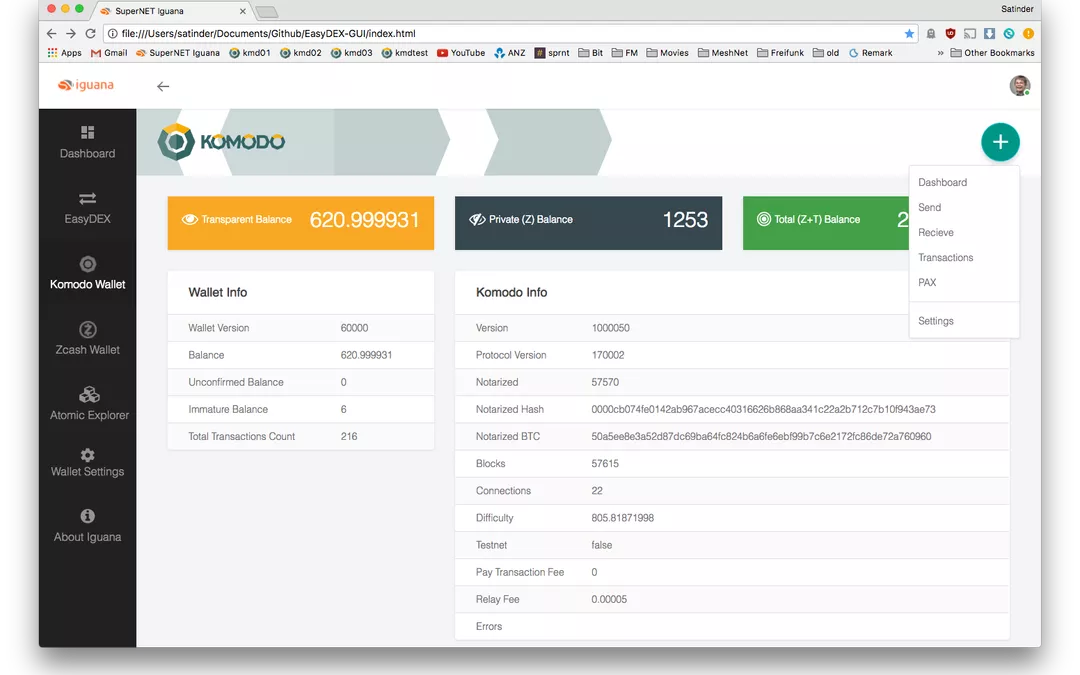 SuperNET Iguana
Satinder
file:///Users/satinder/Documents/Github/EasyDEX-GUI/index.html
Apps Gmail SuperNET Iguana kmd01 kmd02 kmd03 kmdtest YouTube ANZ sprnt Bit FM Movies MeshNet Freifunk old Remark » Other Bookmarks
iguana
KOMODO
Dashboard
EasyDEX
Komodo Wallet
Zcash Wallet
Atomic Explorer
Wallet Settings
About Iguana
Transparent Balance 620.999931
Private (Z) Balance 1253
Total (Z+T) Balance 2
Dashboard
Send
Recieve
Transactions
PAX
Settings
Wallet Info
Wallet Version 60000
Balance 620.999931
Unconfirmed Balance 0
Immature Balance 6
Total Transactions Count 216
Komodo Info
Version 1000050
Protocol Version 170002
Notarized 57570
Notarized Hash 0000cb074fe0142ab967acecc40316626b868aa341c22a2b712c7b10f943ae73
Notarized BTC 50a5ee8e3a52d87dc69ba64fc824b6a6fe6ebf99b7c6e2172fc86de72a760960
Blocks 57615
Connections 22
Difficulty 805.81871998
Testnet false
Pay Transaction Fee 0
Relay Fee 0.00005
Errors